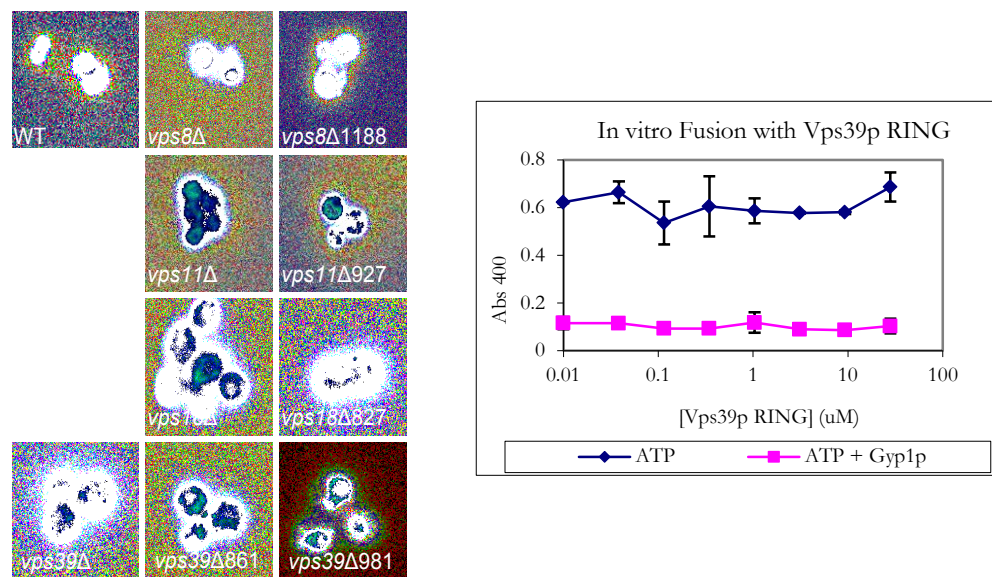 WT
vps8Δ
vps8Δ1188
vps11Δ
vps11Δ927
vps18Δ
vps18Δ827
vps39Δ
vps39Δ861
vps39Δ981
In vitro Fusion with Vps39p RING
Abs 400
0.8
0.6
0.4
0.2
0
0.01 0.1 1 10 100
[Vps39p RING] (uM)
ATP ATP + Gyp1p